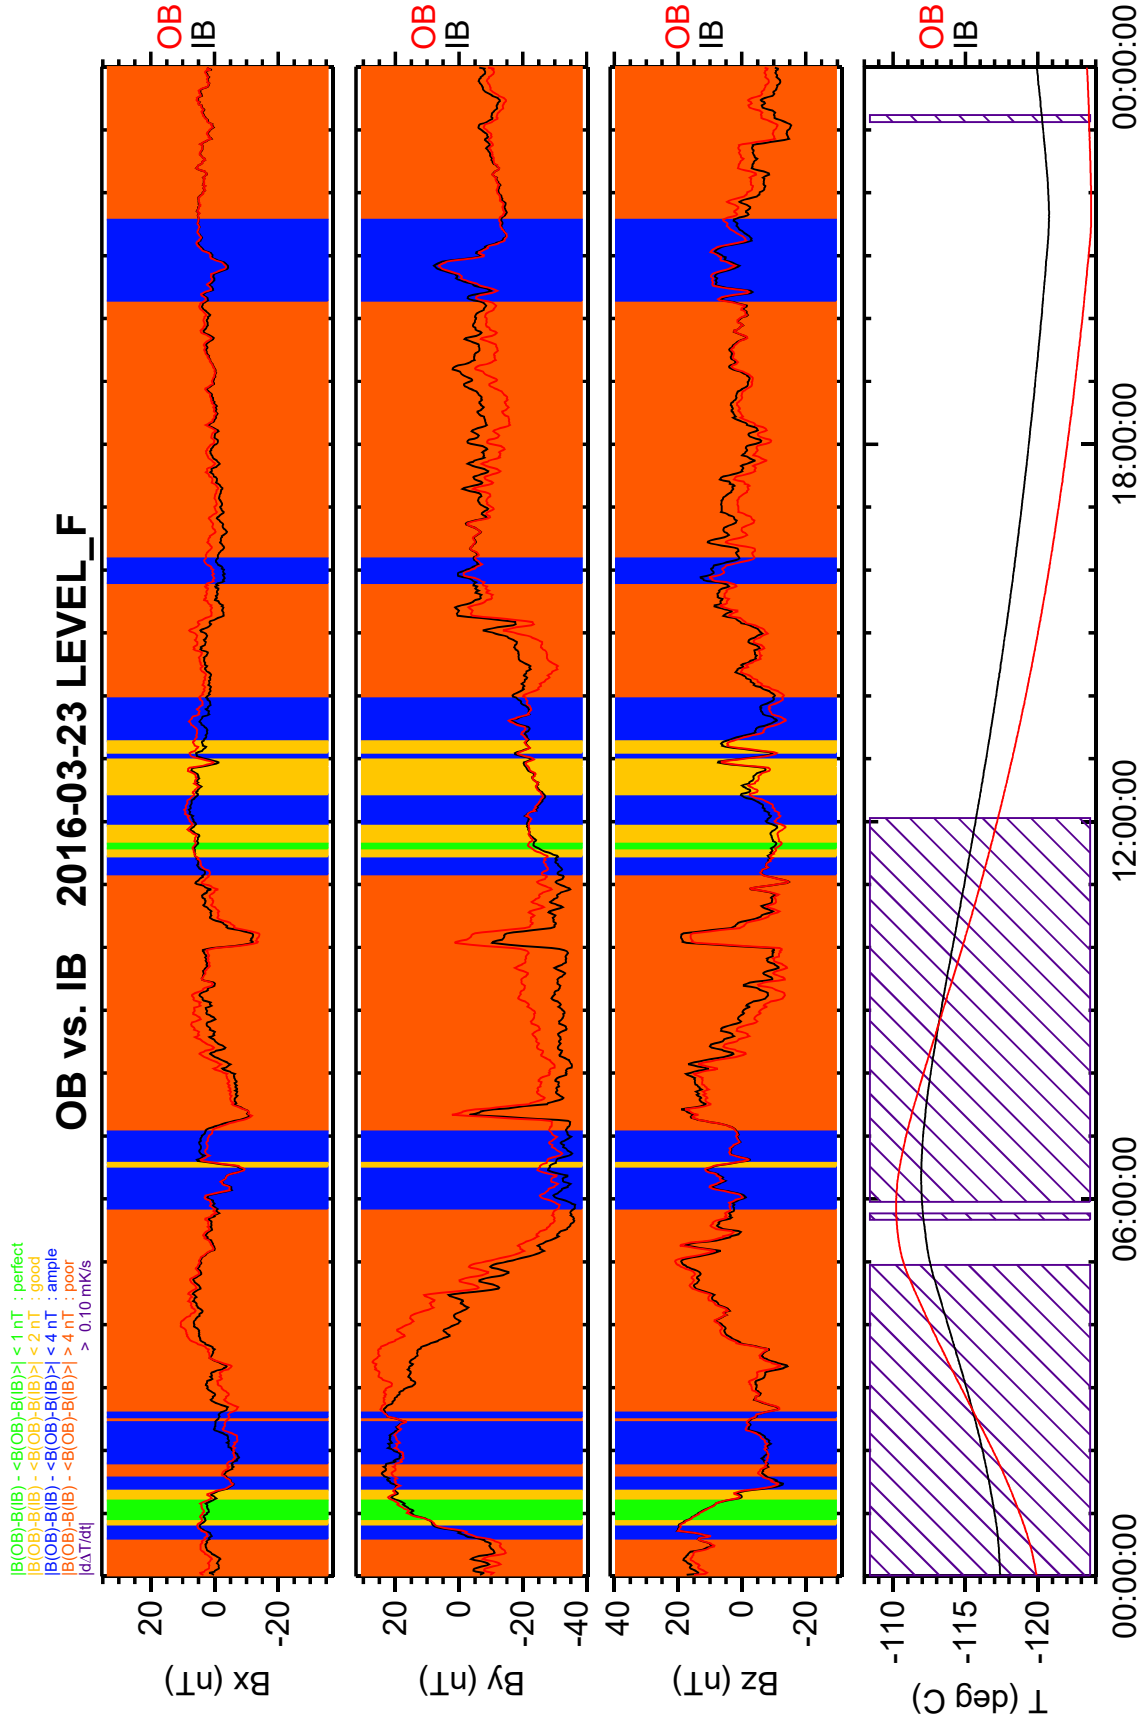 |B(OB)-B(IB) - <B(OB)-B(IB)>| < 1 nT : perfect
|B(OB)-B(IB) - <B(OB)-B(IB)>| < 2 nT : good
|B(OB)-B(IB) - <B(OB)-B(IB)>| < 4 nT : ample
|B(OB)-B(IB) - <B(OB)-B(IB)>| > 4 nT : poor
|dΔT/dt| > 0.10 mK/s
OB vs. IB 2016-03-23 LEVEL_F
Bx (nT)
20
0
-20
OB
IB
By (nT)
20
0
-20
-40
OB
IB
Bz (nT)
40
20
0
-20
OB
IB
T (deg C)
-110
-115
-120
OB
IB
00:00:00
06:00:00
12:00:00
18:00:00
00:00:00